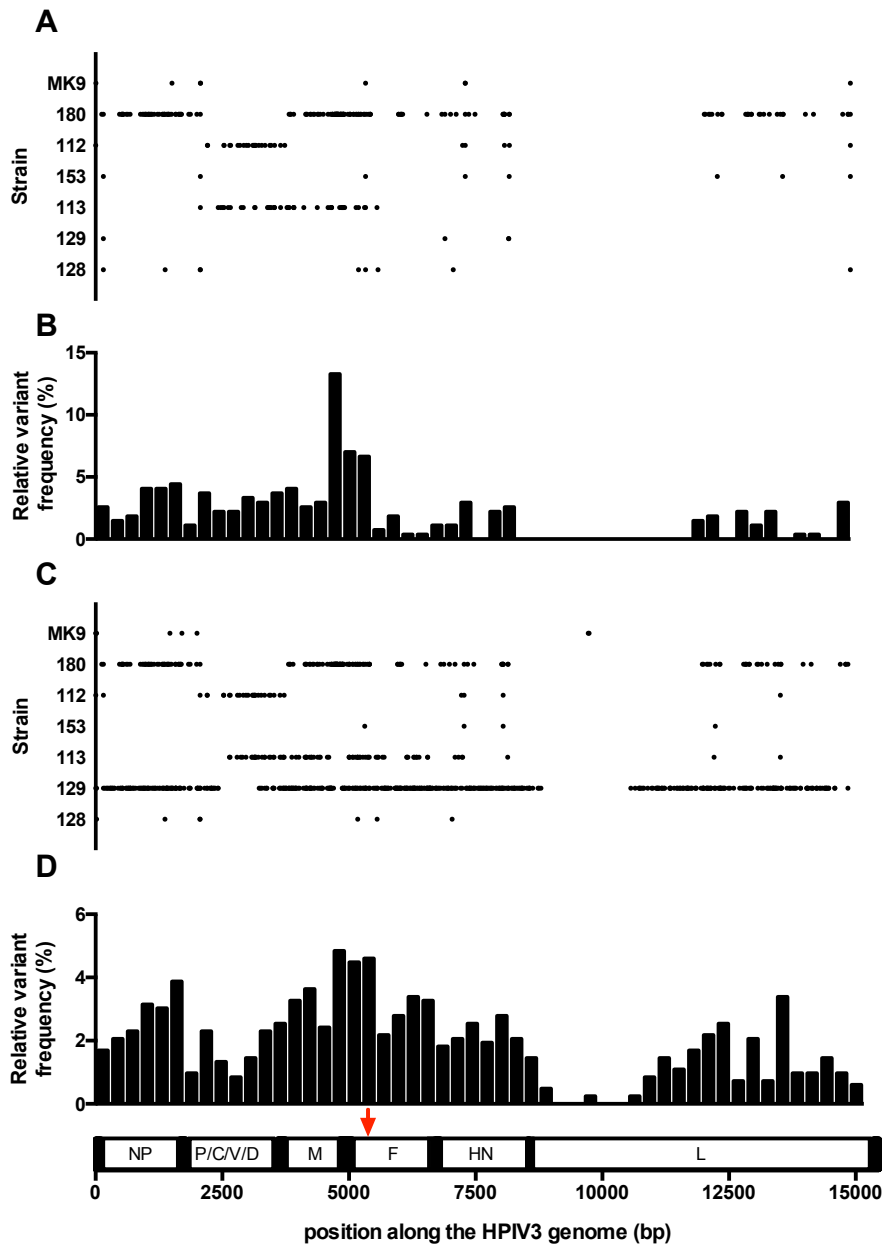 A
MK9
180
112
153
113
129
128
Strain
B
15
10
5
0
Relative variant
frequency (%)
C
MK9
180
112
153
113
129
128
Strain
D
6
4
2
0
Relative variant
frequency (%)
NP P/C/V/D M F HN L
0 2500 5000 7500 10000 12500 15000
position along the HPIV3 genome (bp)